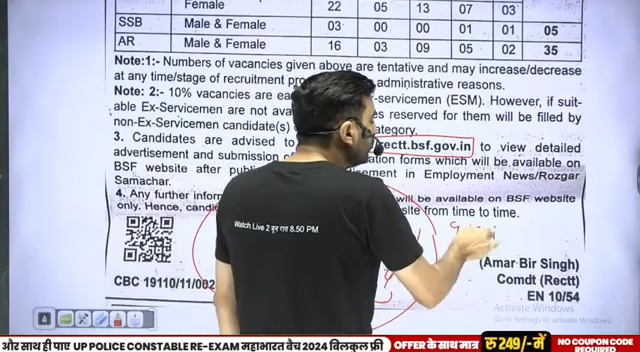 Female 22 05 13 07 03
SSB Male & Female 03 00 00 01 01 05
AR Male & Female 16 03 09 05 02 35
Note:1:- Numbers of vacancies given above are tentative and may increase/decrease
at any time/stage of recruitment administrative reasons.
Note: 2:- 10% vacancies are servicemen (ESM). However, if suit-
able Ex-Servicemen are not reserved for them will be filled by
non-Ex-Servicemen candidate(s)
3. Candidates are advised to rectt.bsf.gov.in to view detailed
advertisement and submission of forms which will be available on
BSF website after in Employment News/Rozgar
Samachar.
4. Any further will be available on BSF website
only. Hence, from time to time.
Watch Live 2 बूम राव 8.50 PM
(Amar Bir Singh)
CBC 19110/11/002 Comdt (Rectt)
EN 10/54
Activate Windows
Go to Settings to activate Windows.
और साथ ही पाए UP POLICE CONSTABLE RE-EXAM महाभारत बैच 2024 बिलकुल फ्री OFFER के साथ मात्र रु 249/- में NO COUPON CODE
REQUIRED